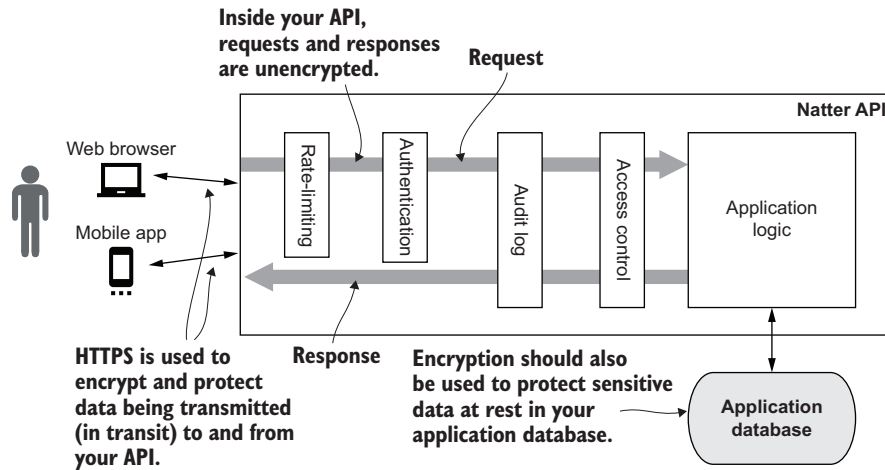 Inside your API,
requests and responses
are unencrypted.
Request
Natter API
Web browser
Mobile app
Rate-limiting
Authentication
Audit log
Access control
Application
logic
HTTPS is used to
encrypt and protect
data being transmitted
(in transit) to and from
your API.
Response
Encryption should also
be used to protect sensitive
data at rest in your
application database.
Application
database